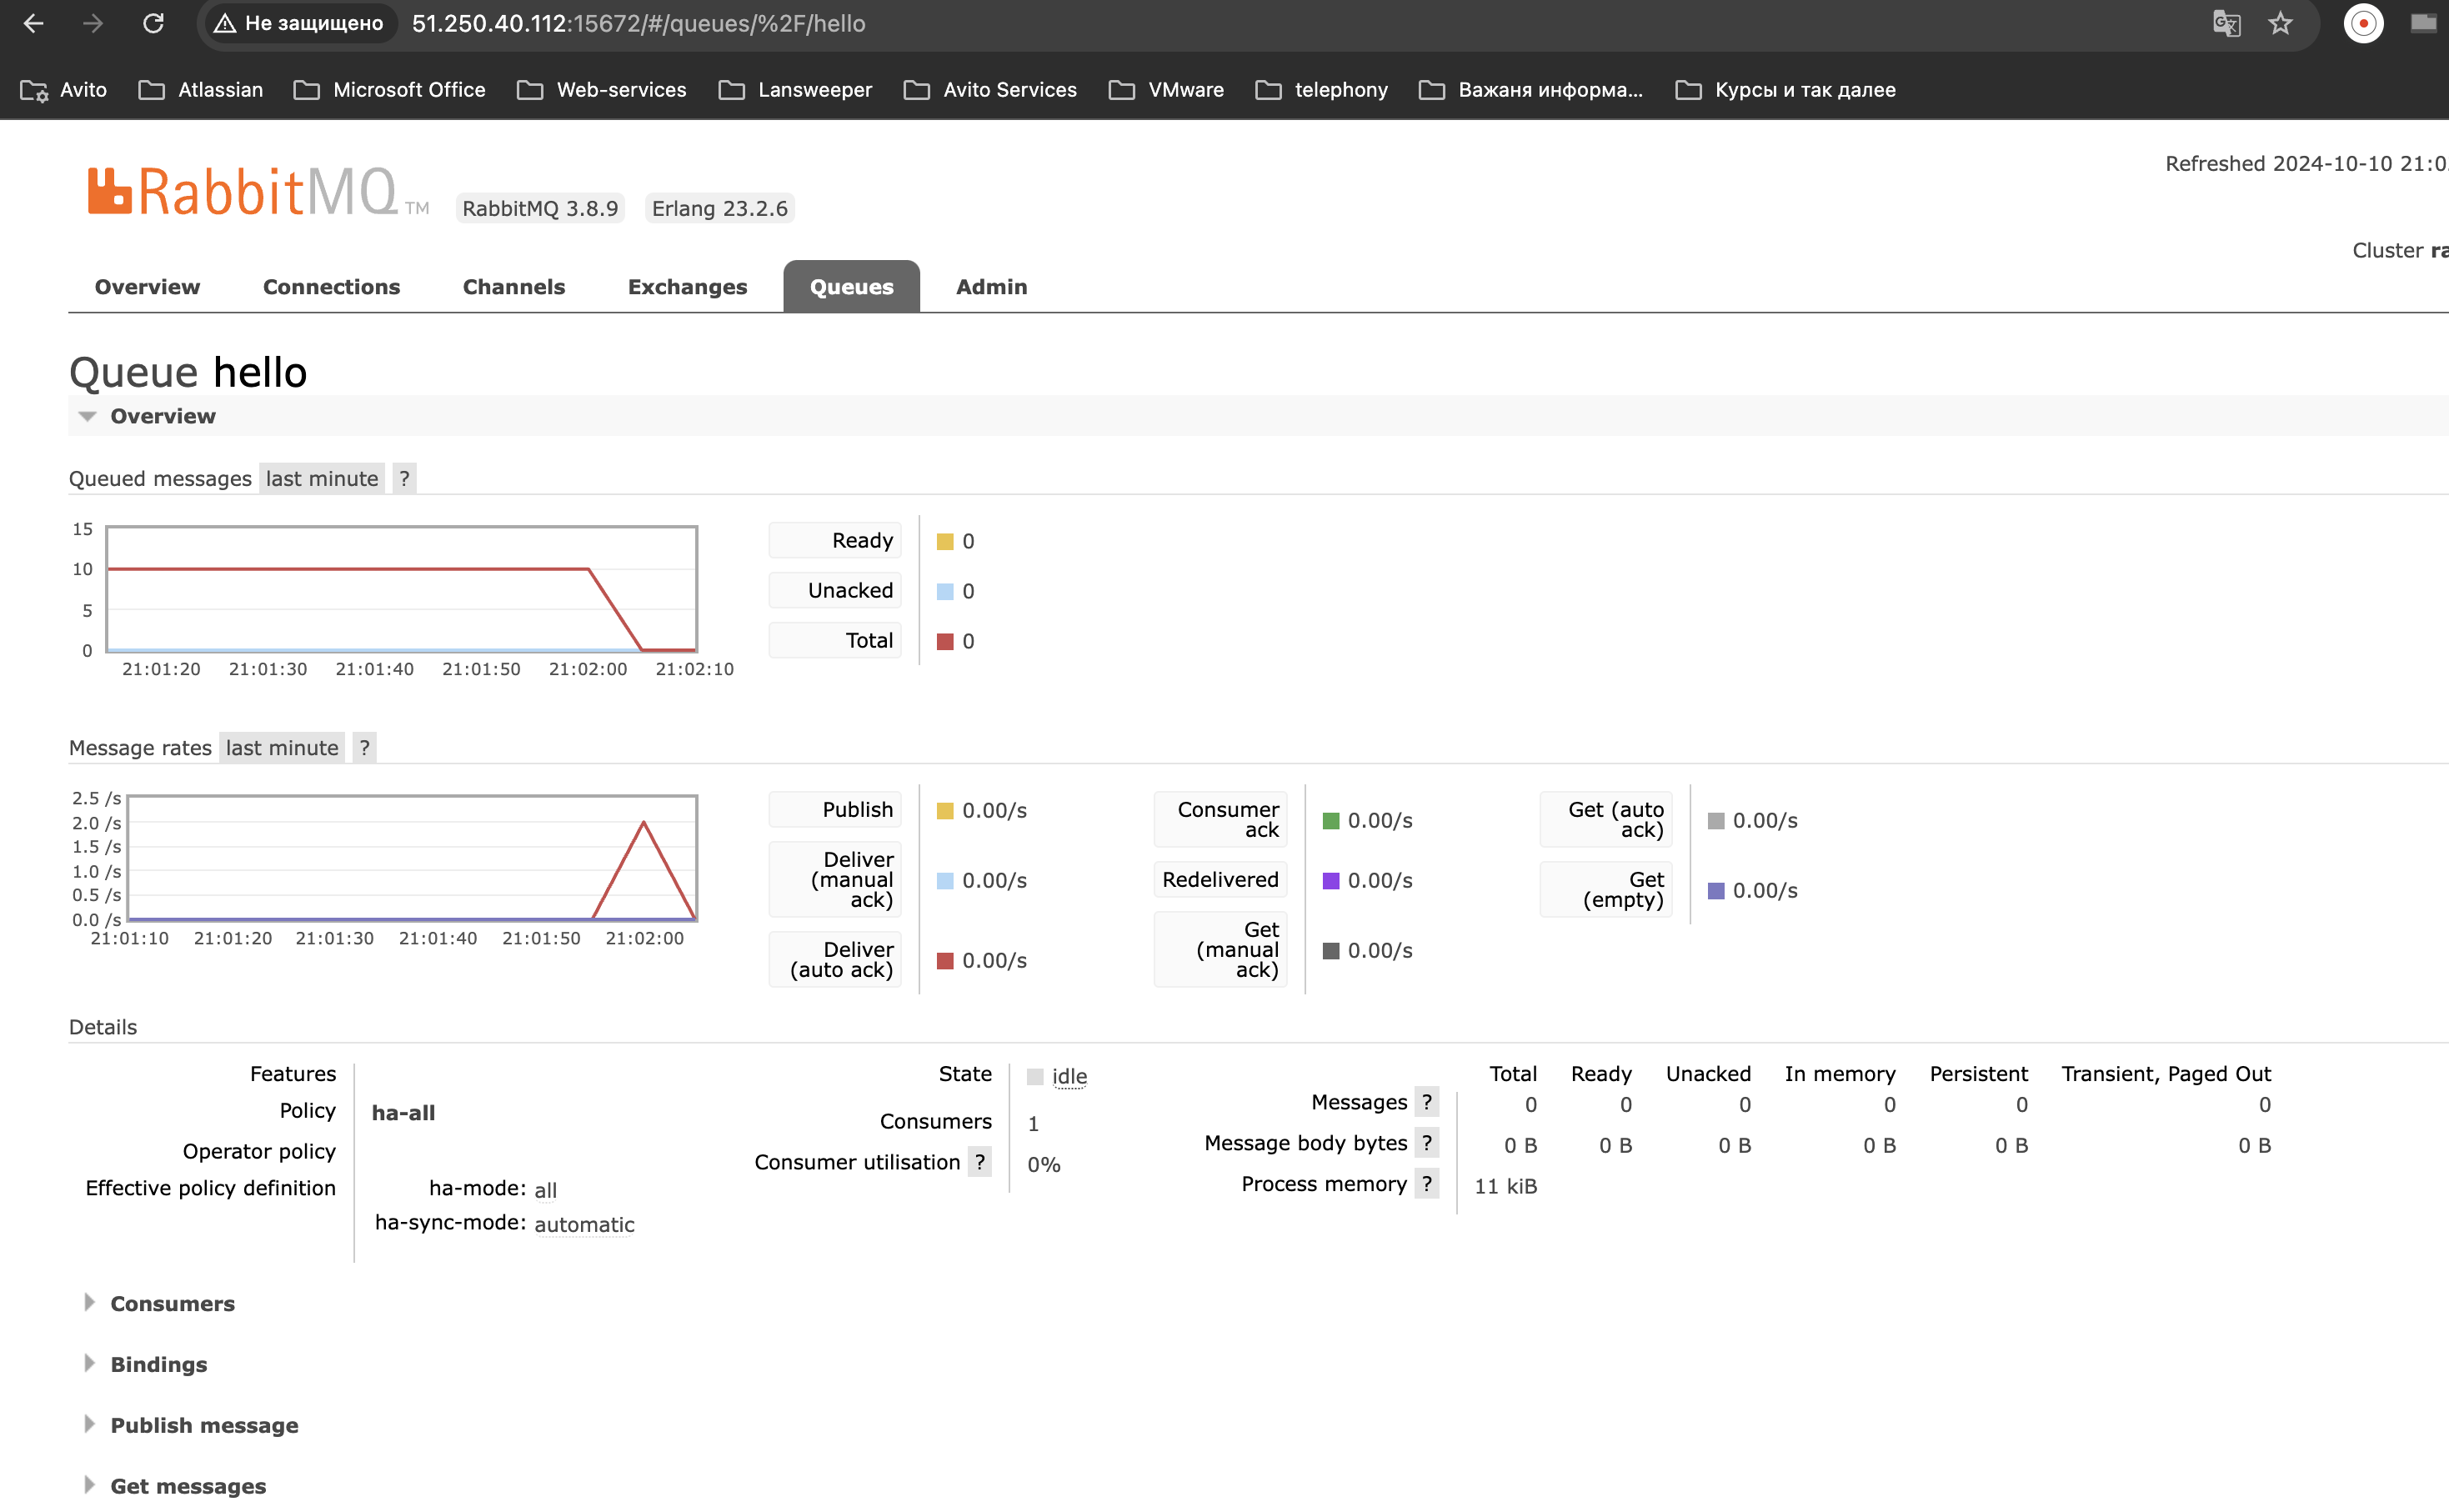 Не защищено 51.250.40.112:15672/#/queues/%2F/hello
Avito Atlassian Microsoft Office Web-services Lansweeper Avito Services VMware telephony Важаня информа... Курсы и так далее
RabbitMQ TM RabbitMQ 3.8.9 Erlang 23.2.6
Refreshed 2024-10-10 21:0
Cluster ra
Overview Connections Channels Exchanges Queues Admin
Queue hello
Overview
Queued messages last minute ?
15
10
5
0
21:01:20 21:01:30 21:01:40 21:01:50 21:02:00 21:02:10
Ready 0
Unacked 0
Total 0
Message rates last minute ?
2.5 /s
2.0 /s
1.5 /s
1.0 /s
0.5 /s
0.0 /s
21:01:10 21:01:20 21:01:30 21:01:40 21:01:50 21:02:00
Publish 0.00/s
Deliver
(manual
ack)
0.00/s
Deliver
(auto ack)
0.00/s
Consumer
ack
0.00/s
Redelivered 0.00/s
Get
(manual
ack)
0.00/s
Get (auto
ack)
0.00/s
Get
(empty)
0.00/s
Details
Features
Policy ha-all
Operator policy
Effective policy definition ha-mode: all
ha-sync-mode: automatic
State idle
Consumers 1
Consumer utilisation ? 0%
Total Ready Unacked In memory Persistent Transient, Paged Out
Messages ? 0 0 0 0 0 0
Message body bytes ? 0 B 0 B 0 B 0 B 0 B 0 B
Process memory ? 11 kiB
Consumers
Bindings
Publish message
Get messages